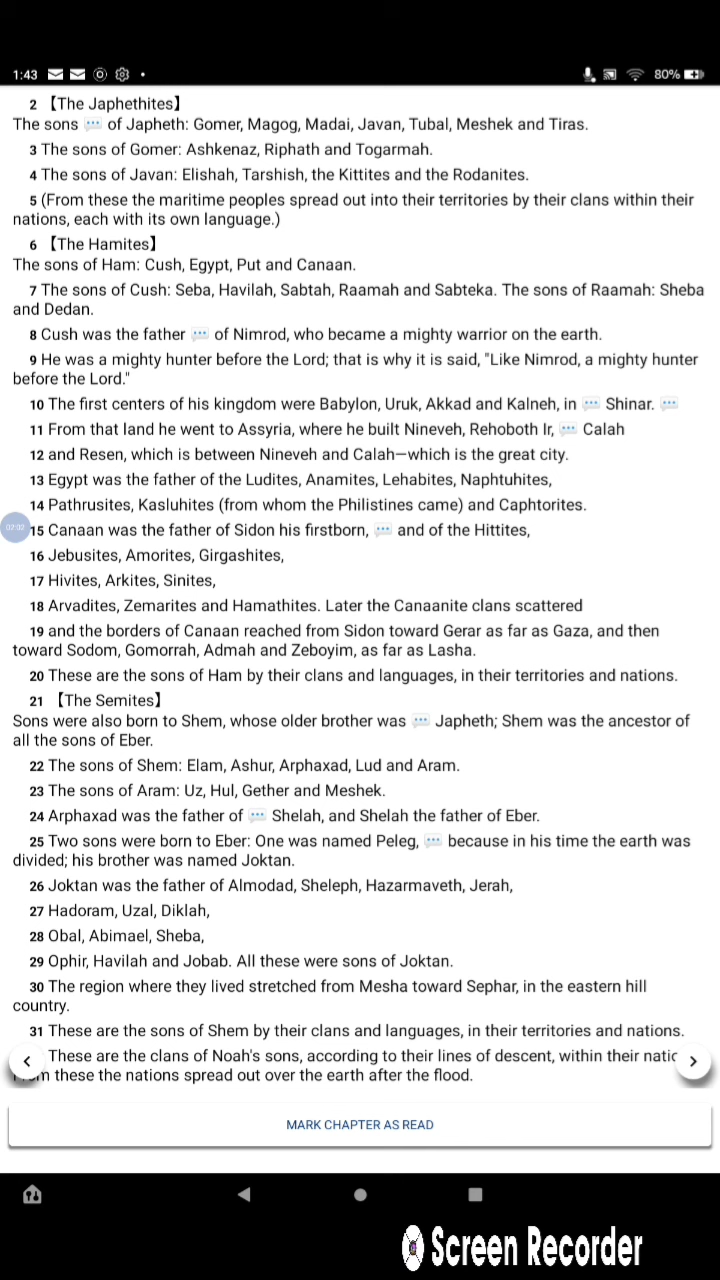 1:43
80%
2 【The Japhethites】
The sons of Japheth: Gomer, Magog, Madai, Javan, Tubal, Meshek and Tiras.
3 The sons of Gomer: Ashkenaz, Riphath and Togarmah.
4 The sons of Javan: Elishah, Tarshish, the Kittites and the Rodanites.
5 (From these the maritime peoples spread out into their territories by their clans within their
nations, each with its own language.)
6 【The Hamites】
The sons of Ham: Cush, Egypt, Put and Canaan.
7 The sons of Cush: Seba, Havilah, Sabtah, Raamah and Sabteka. The sons of Raamah: Sheba
and Dedan.
8 Cush was the father of Nimrod, who became a mighty warrior on the earth.
9 He was a mighty hunter before the Lord; that is why it is said, "Like Nimrod, a mighty hunter
before the Lord."
10 The first centers of his kingdom were Babylon, Uruk, Akkad and Kalneh, in Shinar.
11 From that land he went to Assyria, where he built Nineveh, Rehoboth Ir, Calah
12 and Resen, which is between Nineveh and Calah—which is the great city.
13 Egypt was the father of the Ludites, Anamites, Lehabites, Naphtuhites,
14 Pathrusites, Kasluhites (from whom the Philistines came) and Caphtorites.
02:02
15 Canaan was the father of Sidon his firstborn, and of the Hittites,
16 Jebusites, Amorites, Girgashites,
17 Hivites, Arkites, Sinites,
18 Arvadites, Zemarites and Hamathites. Later the Canaanite clans scattered
19 and the borders of Canaan reached from Sidon toward Gerar as far as Gaza, and then
toward Sodom, Gomorrah, Admah and Zeboyim, as far as Lasha.
20 These are the sons of Ham by their clans and languages, in their territories and nations.
21 【The Semites】
Sons were also born to Shem, whose older brother was Japheth; Shem was the ancestor of
all the sons of Eber.
22 The sons of Shem: Elam, Ashur, Arphaxad, Lud and Aram.
23 The sons of Aram: Uz, Hul, Gether and Meshek.
24 Arphaxad was the father of Shelah, and Shelah the father of Eber.
25 Two sons were born to Eber: One was named Peleg, because in his time the earth was
divided; his brother was named Joktan.
26 Joktan was the father of Almodad, Sheleph, Hazarmaveth, Jerah,
27 Hadoram, Uzal, Diklah,
28 Obal, Abimael, Sheba,
29 Ophir, Havilah and Jobab. All these were sons of Joktan.
30 The region where they lived stretched from Mesha toward Sephar, in the eastern hill
country.
31 These are the sons of Shem by their clans and languages, in their territories and nations.
These are the clans of Noah's sons, according to their lines of descent, within their
these the nations spread out over the earth after the flood.
MARK CHAPTER AS READ
Screen Recorder